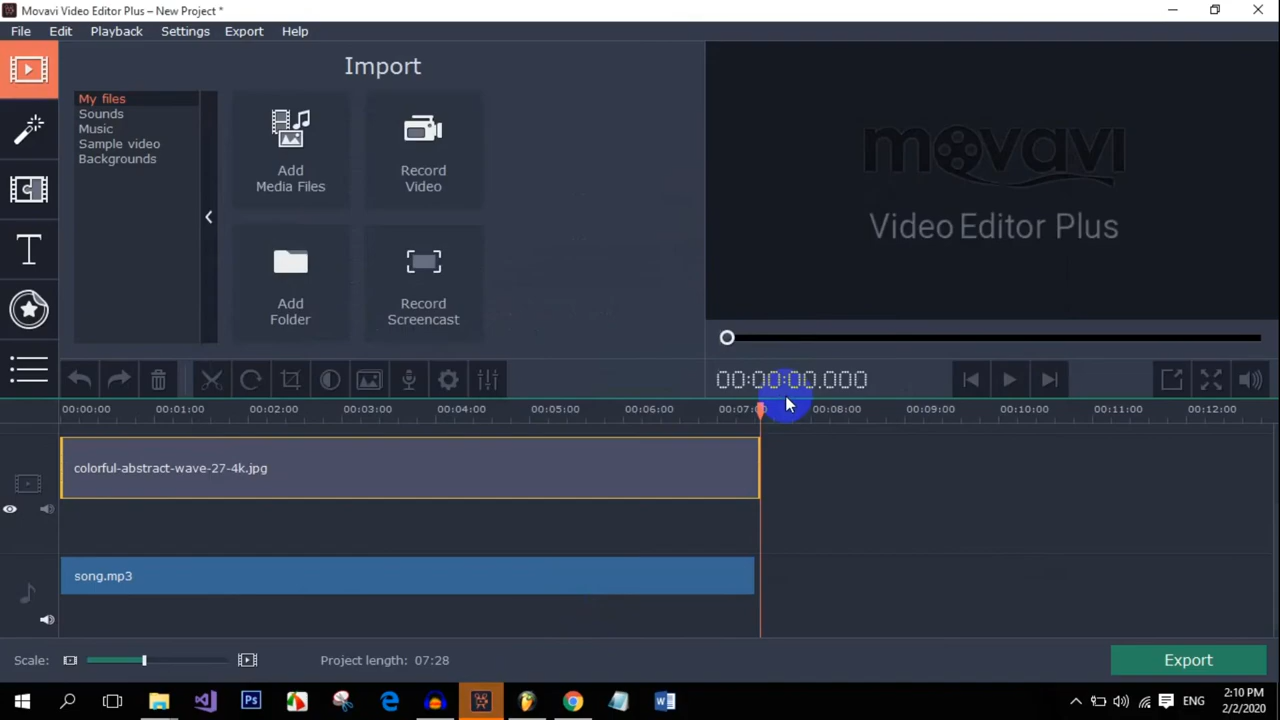 Movavi Video Editor Plus – New Project *
File Edit Playback Settings Export Help
Import
My files
Sounds
Music
Sample video
Backgrounds
Add
Media Files
Record
Video
Add
Folder
Record
Screencast
movavi
Video Editor Plus
00:00:00.000
00:00:00 00:01:00 00:02:00 00:03:00 00:04:00 00:05:00 00:06:00 00:07:00 00:08:00 00:09:00 00:10:00 00:11:00 00:12:00
colorful-abstract-wave-27-4k.jpg
song.mp3
Scale:
Project length: 07:28
Export
Ps
ENG
2:10 PM
2/2/2020